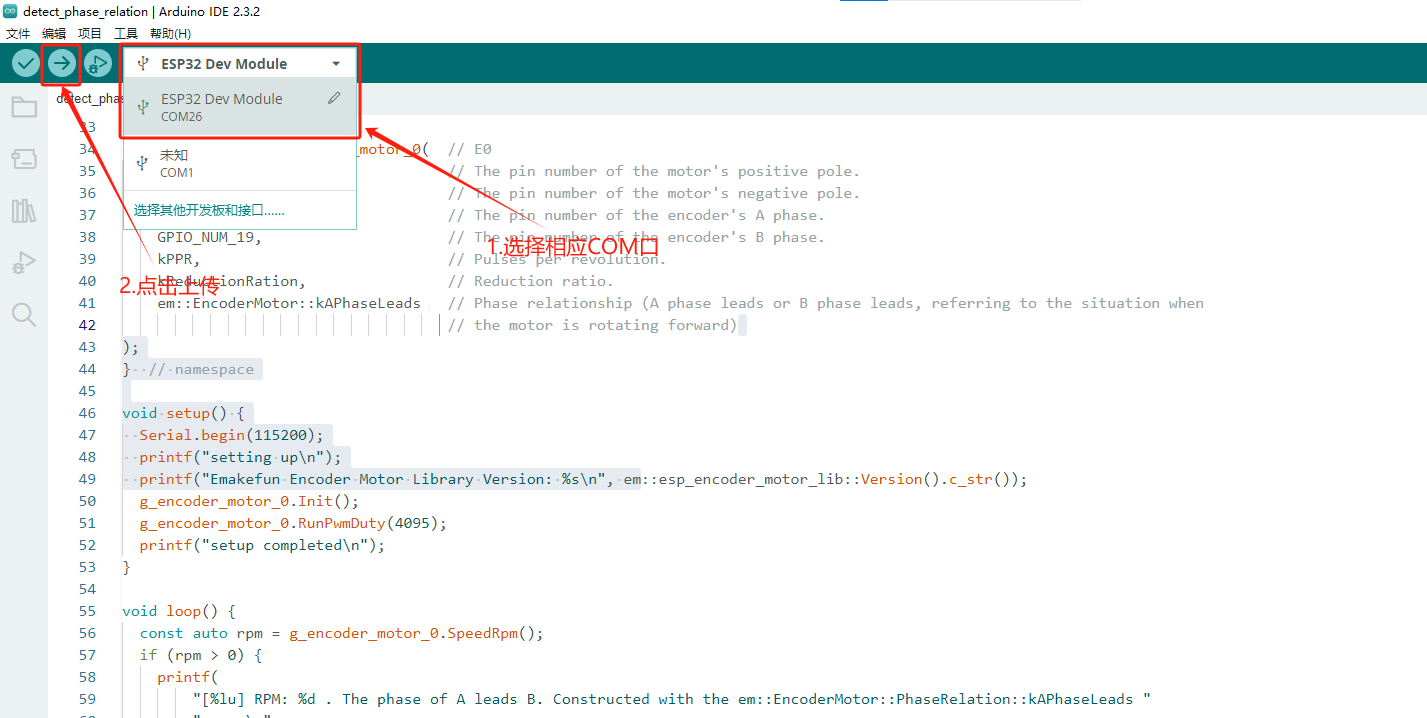 detect_phase_relation | Arduino IDE 2.3.2
文件 编辑 项目 工具 帮助(H)
ESP32 Dev Module
ESP32 Dev Module
COM26
未知
COM1
选择其他开发板和接口......
detect_phas
1.选择相应COM口
2.点击上传
33
34 _motor_0( // E0
35 // The pin number of the motor's positive pole.
36 // The pin number of the motor's negative pole.
37 // The pin number of the encoder's A phase.
38 GPIO_NUM_19, // The pin number of the encoder's B phase.
39 kPPR, // Pulses per revolution.
40 kReductionRation, // Reduction ratio.
41 em::EncoderMotor::kAPhaseLeads // Phase relationship (A phase leads or B phase leads, referring to the situation when
42 // the motor is rotating forward)
43 );
44 } // namespace
45
46 void setup() {
47 Serial.begin(115200);
48 printf("setting up\n");
49 printf("Emakefun Encoder Motor Library Version: %s\n", em::esp_encoder_motor_lib::Version().c_str());
50 g_encoder_motor_0.Init();
51 g_encoder_motor_0.RunPwmDuty(4095);
52 printf("setup completed\n");
53 }
54
55 void loop() {
56 const auto rpm = g_encoder_motor_0.SpeedRpm();
57 if (rpm > 0) {
58 printf(
59 "[%lu] RPM: %d . The phase of A leads B. Constructed with the em::EncoderMotor::PhaseRelation::kAPhaseLeads "